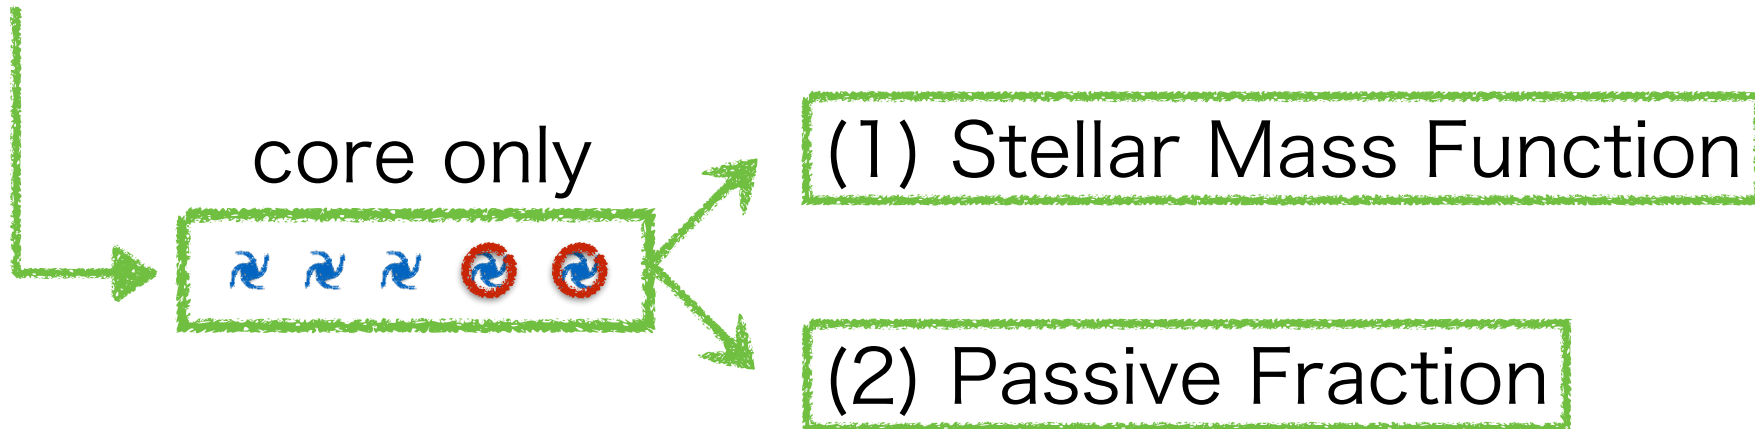 core only
(1) Stellar Mass Function
(2) Passive Fraction